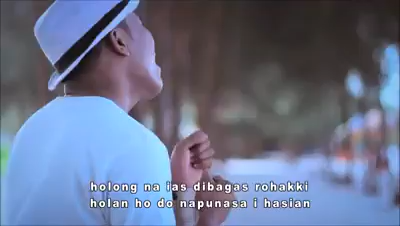 holong na ias dibagas rohakki
holan ho do napunasa i hasian